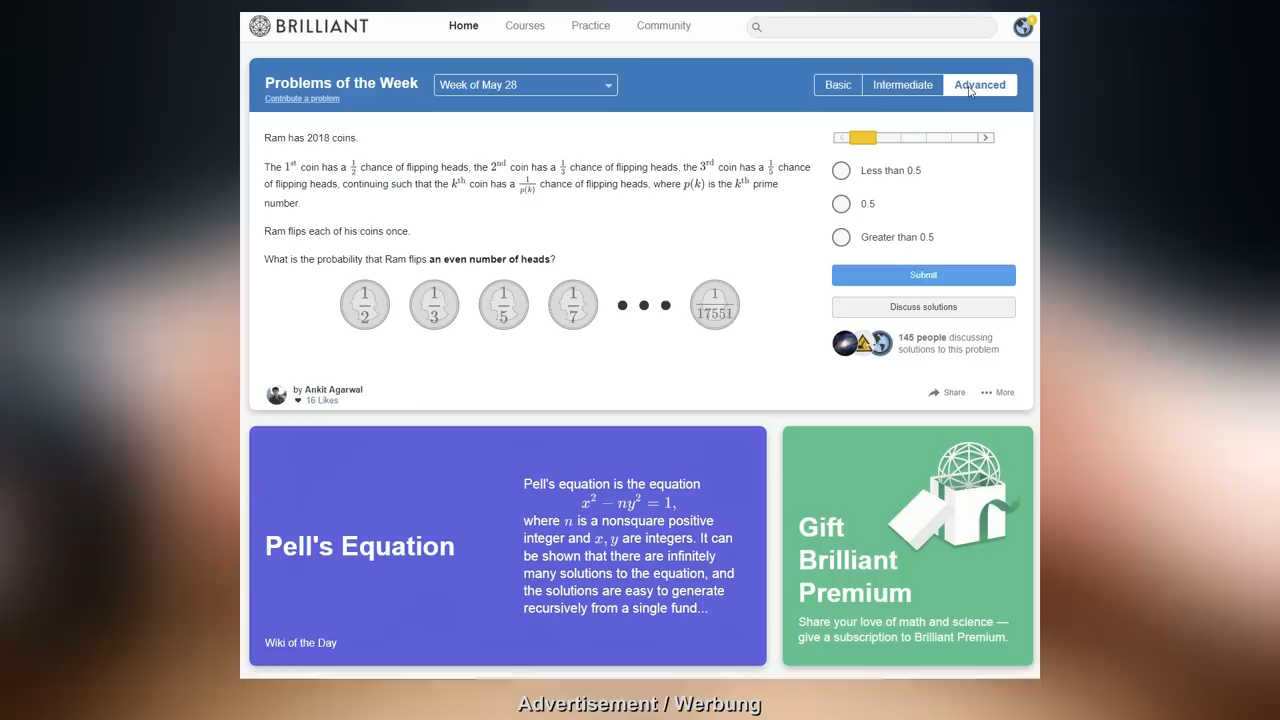 BRILLIANT
Home Courses Practice Community
Problems of the Week
Contribute a problem
Week of May 28
Basic Intermediate Advanced
Ram has 2018 coins.
The 1st coin has a 1/2 chance of flipping heads, the 2nd coin has a 1/3 chance of flipping heads, the 3rd coin has a 1/5 chance
of flipping heads, continuing such that the kth coin has a 1/p(k) chance of flipping heads, where p(k) is the kth prime
number.
Ram flips each of his coins once.
What is the probability that Ram flips an even number of heads?
1/2 1/3 1/5 1/7 • • • 1/17551
Less than 0.5
0.5
Greater than 0.5
Submit
Discuss solutions
145 people discussing
solutions to this problem
by Ankit Agarwal
16 Likes
Share ••• More
Pell's Equation
Pell's equation is the equation
x² − ny² = 1,
where n is a nonsquare positive
integer and x, y are integers. It can
be shown that there are infinitely
many solutions to the equation, and
the solutions are easy to generate
recursively from a single fund...
Wiki of the Day
Gift
Brilliant
Premium
Share your love of math and science —
give a subscription to Brilliant Premium.
Advertisement / Werbung